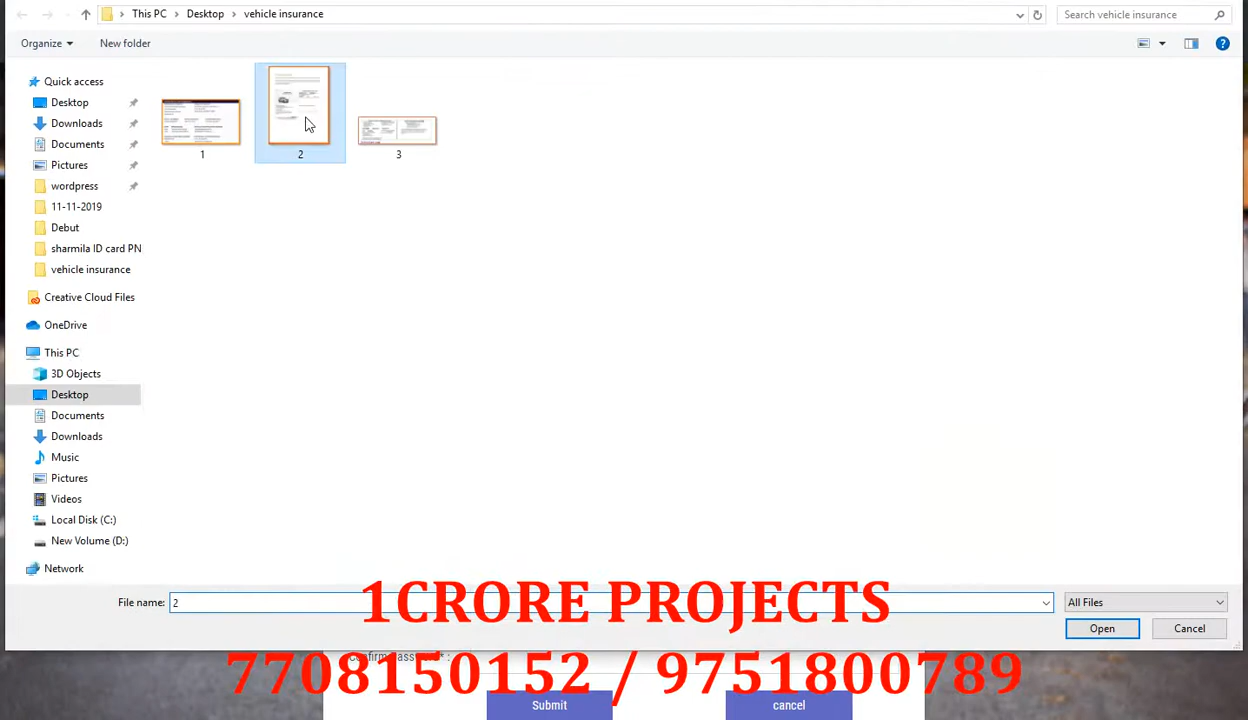 This PC > Desktop > vehicle insurance
Search vehicle insurance
Organize
New folder
Quick access
Desktop
Downloads
Documents
Pictures
wordpress
11-11-2019
Debut
sharmila ID card PN
vehicle insurance
Creative Cloud Files
OneDrive
This PC
3D Objects
Desktop
Documents
Downloads
Music
Pictures
Videos
Local Disk (C:)
New Volume (D:)
Network
1
2
3
File name: 2
All Files
Open
Cancel
1CRORE PROJECTS
Confirm password* :
7708150152 / 9751800789
Submit
cancel